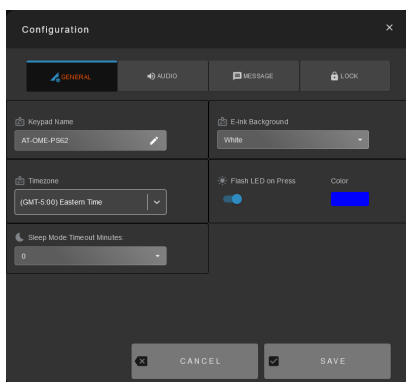 Configuration
GENERAL
AUDIO
MESSAGE
LOCK
Keypad Name
E-Ink Background
AT-OME-PS62
White
Timezone
Flash LED on Press
Color
(GMT-5:00) Eastern Time
Sleep Mode Timeout Minutes:
0
CANCEL
SAVE